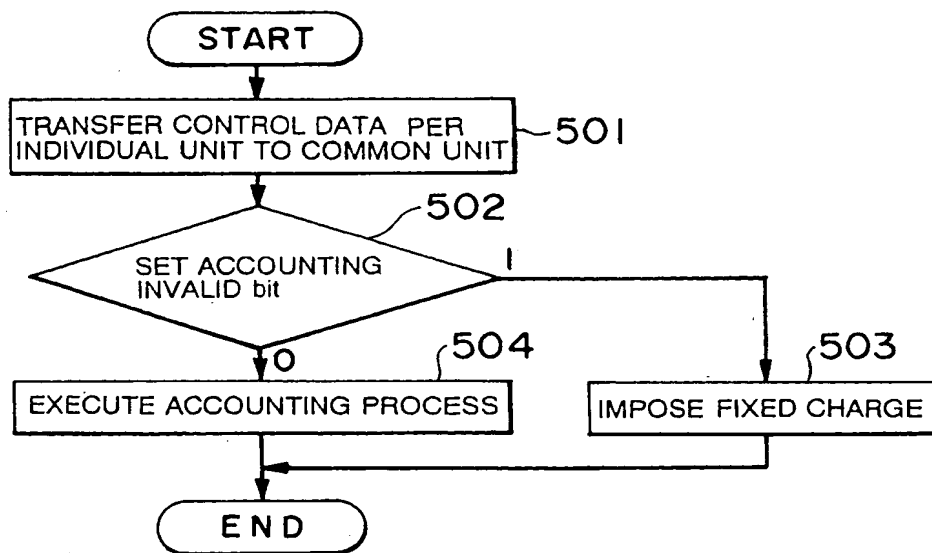 START
TRANSFER CONTROL DATA PER
INDIVIDUAL UNIT TO COMMON UNIT
501
502
SET ACCOUNTING
INVALID bit
1
0
504
503
EXECUTE ACCOUNTING PROCESS
IMPOSE FIXED CHARGE
END